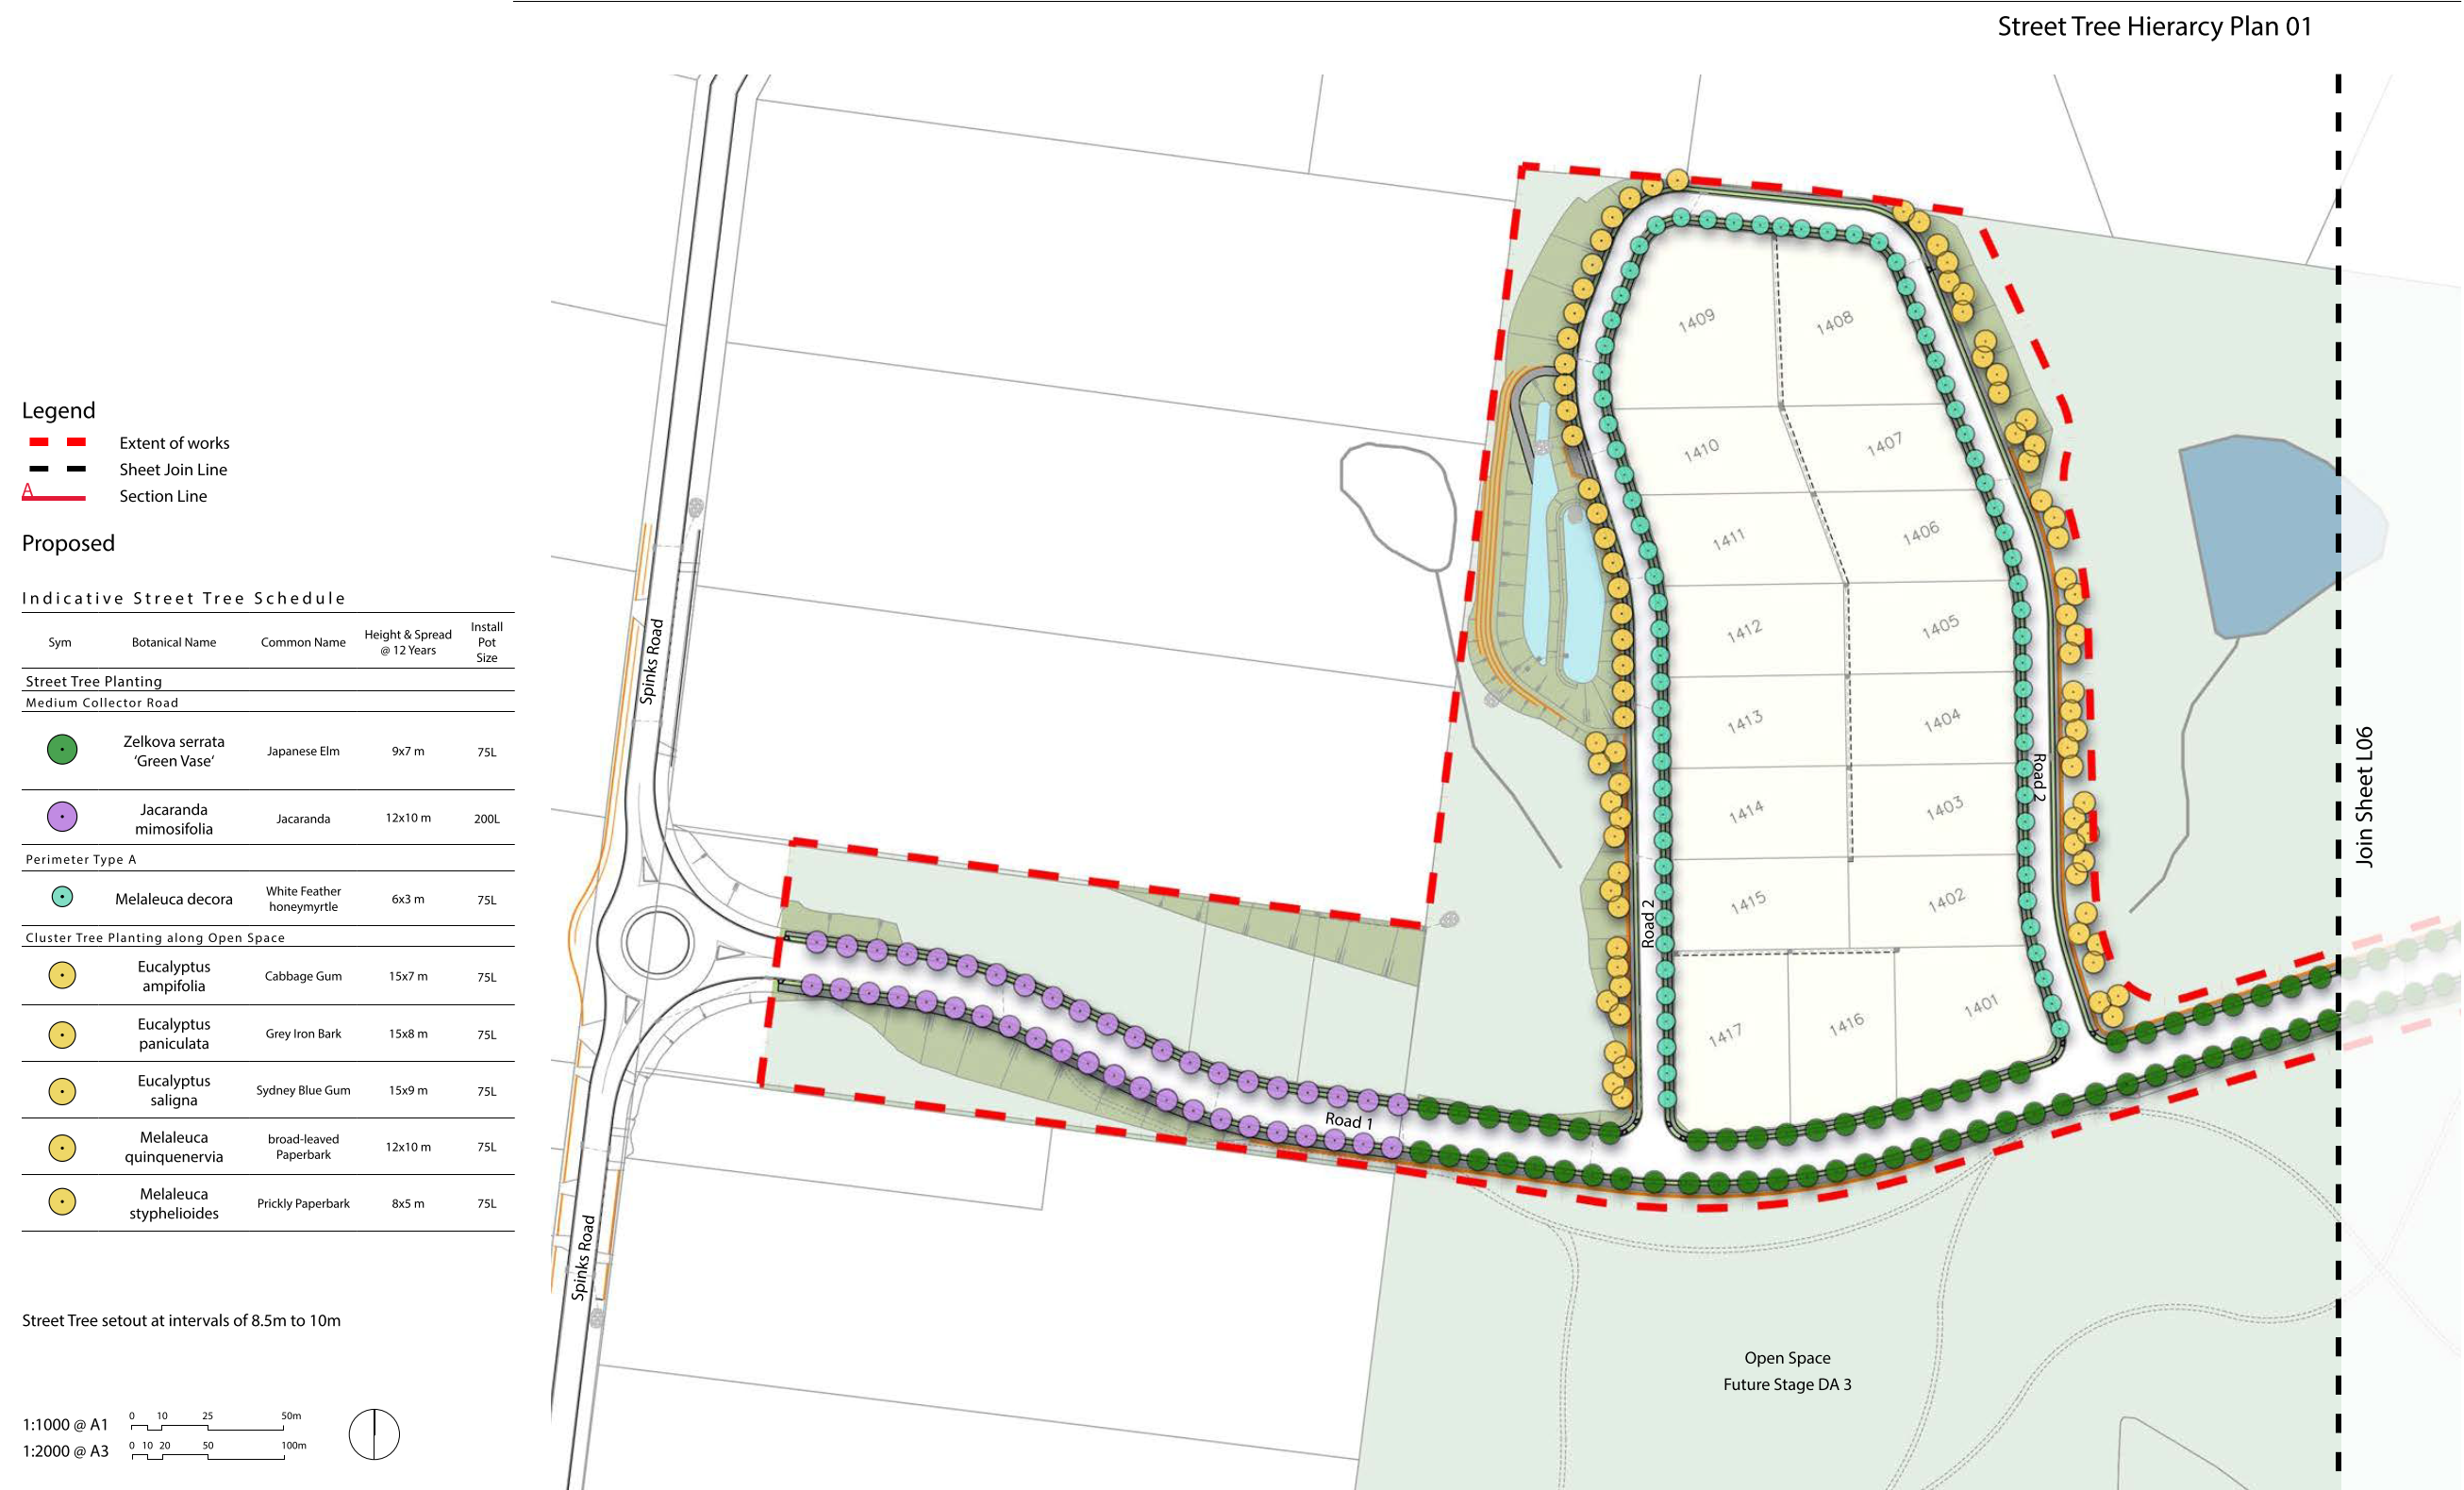 Street Tree Hierarcy Plan 01
Legend
Extent of works
Sheet Join Line
A
Section Line
Proposed
Indicative Street Tree Schedule
Sym
Botanical Name
Common Name
Height & Spread
@ 12 Years
Install
Pot
Size
Street Tree Planting
Medium Collector Road
Zelkova serrata
‘Green Vase‘
Japanese Elm
9x7 m
75L
Jacaranda
mimosifolia
Jacaranda
12x10 m
200L
Perimeter Type A
Melaleuca decora
White Feather
honeymyrtle
6x3 m
75L
Cluster Tree Planting along Open Space
Eucalyptus
ampifolia
Cabbage Gum
15x7 m
75L
Eucalyptus
paniculata
Grey Iron Bark
15x8 m
75L
Eucalyptus
saligna
Sydney Blue Gum
15x9 m
75L
Melaleuca
quinquenervia
broad-leaved
Paperbark
12x10 m
75L
Melaleuca
styphelioides
Prickly Paperbark
8x5 m
75L
Street Tree setout at intervals of 8.5m to 10m
1:1000 @ A1
0 10 25 50m
1:2000 @ A3
0 10 20 50 100m
Spinks Road
Spinks Road
Road 1
Road 2
Road 2
1409
1408
1410
1407
1411
1406
1412
1405
1413
1404
1414
1403
1415
1402
1417
1416
1401
Join Sheet L06
Open Space
Future Stage DA 3